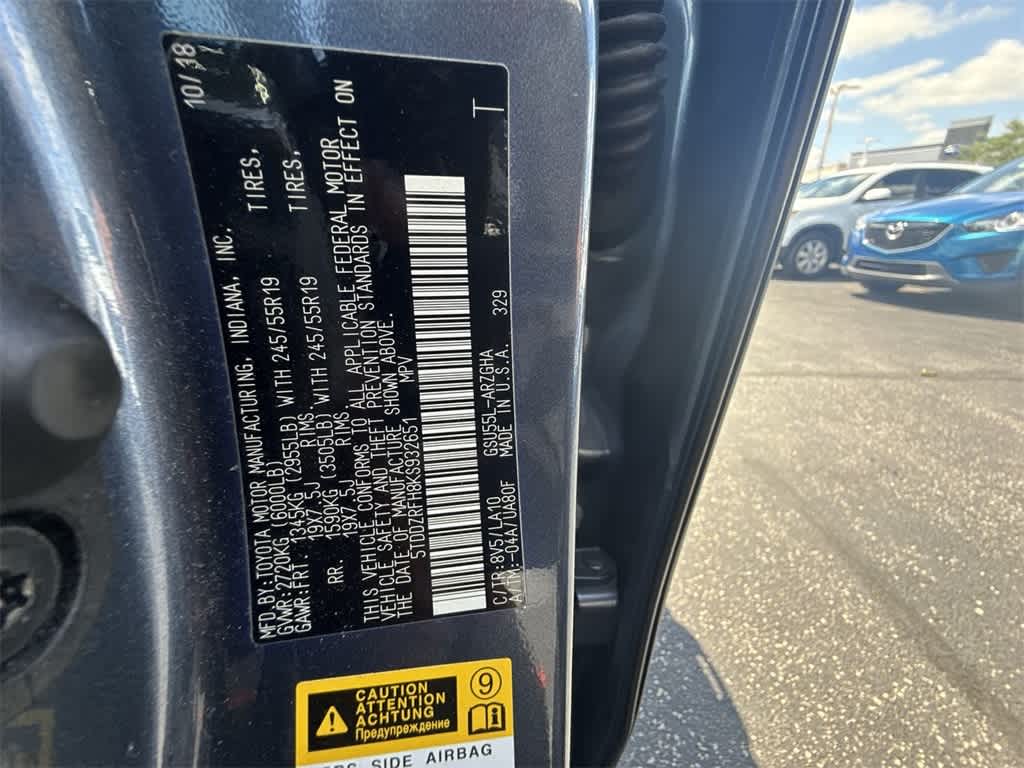 MFD.BY:TOYOTA MOTOR MANUFACTURING, INDIANA, INC. 10/18
GVWR:2720KG (6000LB)
GAWR:FRT. 1345KG (2955LB) WITH 245/55R19 TIRES,
19X7.5J RIMS.
RR. 1590KG (3505LB) WITH 245/55R19 TIRES,
19X7.5J RIMS
THIS VEHICLE CONFORMS TO ALL APPLICABLE FEDERAL MOTOR
VEHICLE SAFETY AND THEFT PREVENTION STANDARDS IN EFFECT ON
THE DATE OF MANUFACTURE SHOWN ABOVE.
5TDDZRFH8KS932651 MPV
C/TR:8V5/LA10 GSU55L-ARZGHA
A/TK:-04A/UA80F MADE IN U.S.A. 329 T
CAUTION
ATTENTION
ACHTUNG
Предупреждение
9
SIDE AIRBAG